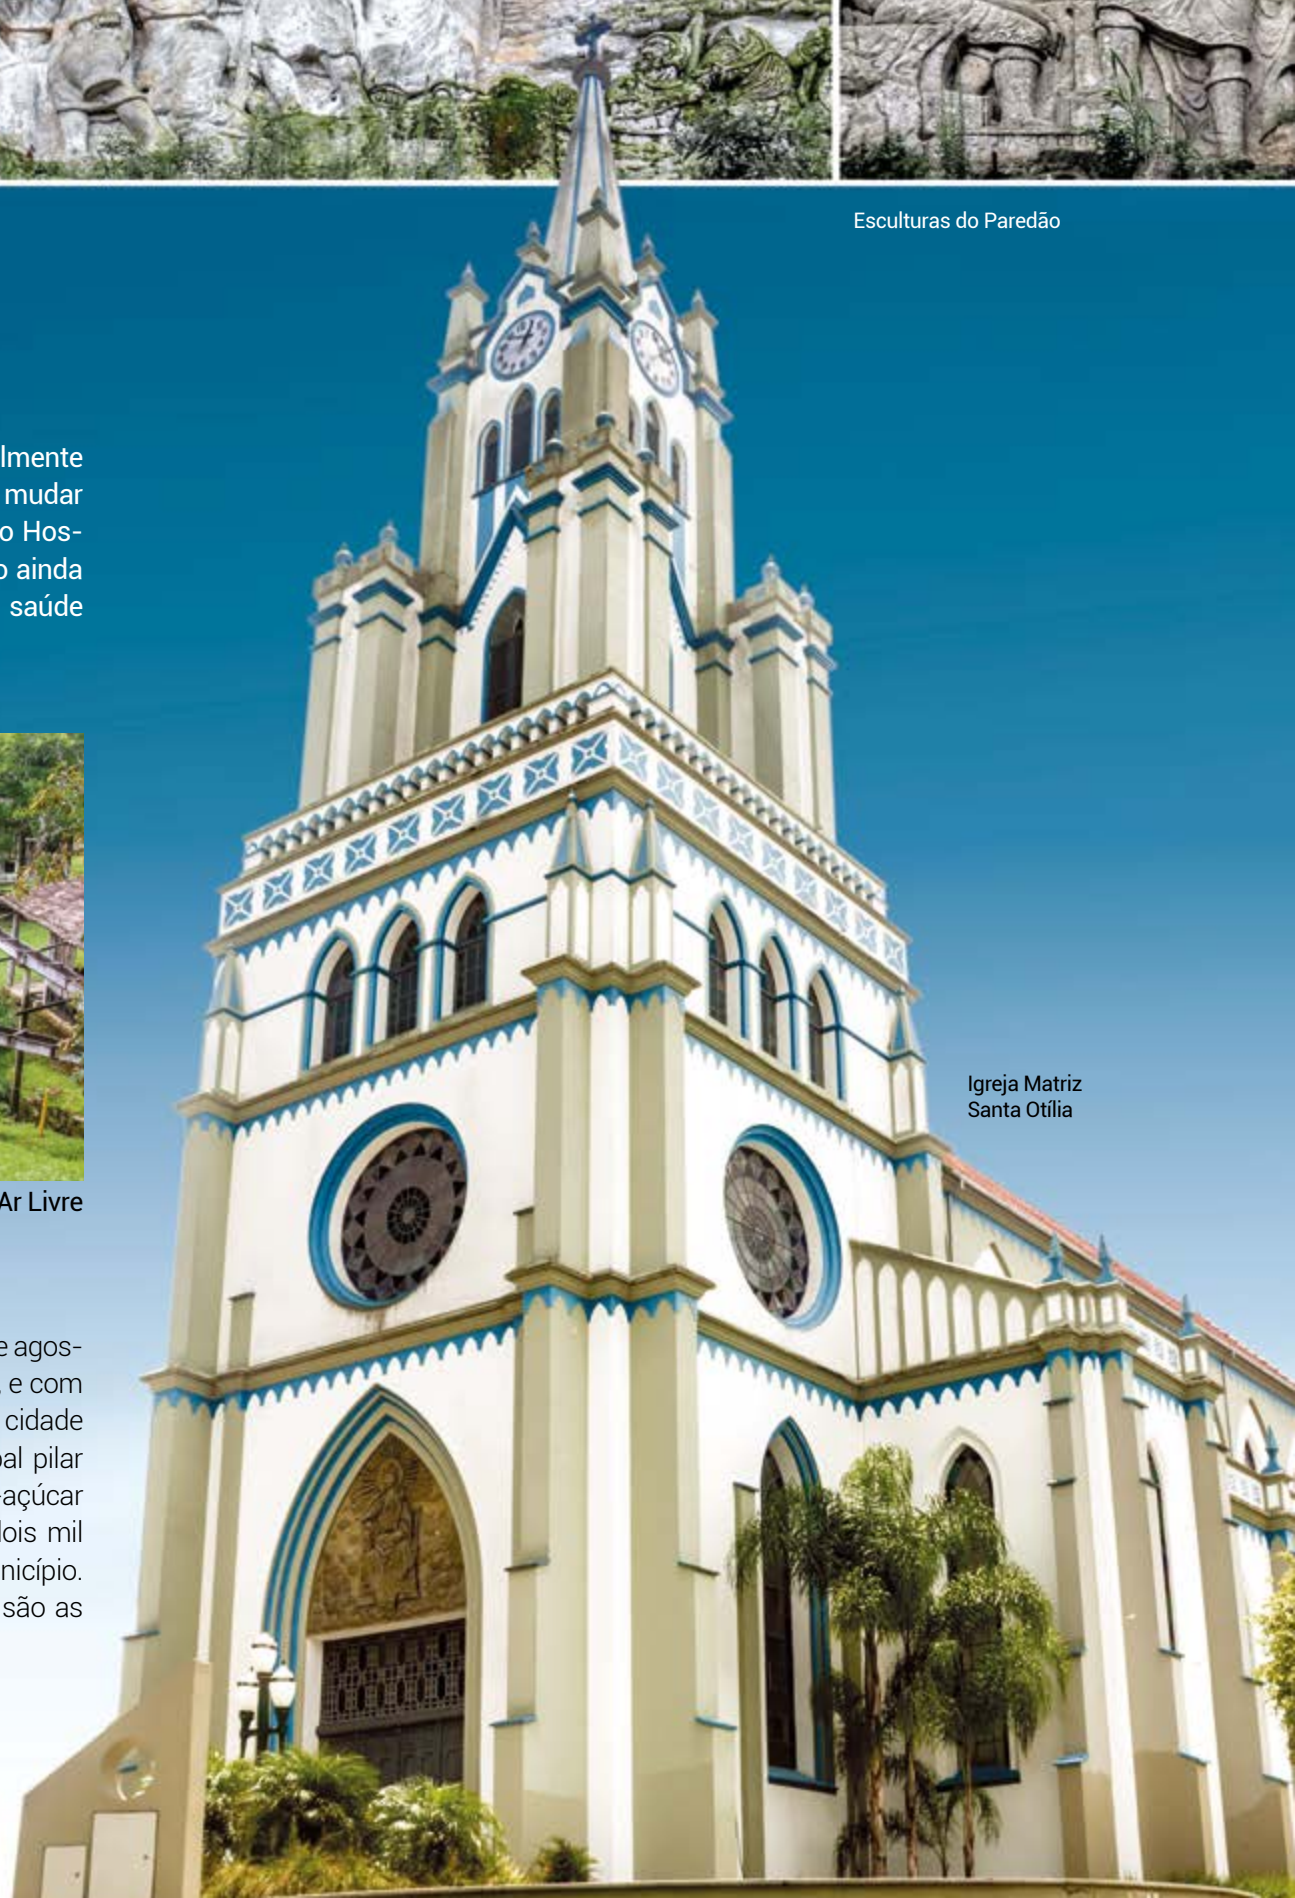 Esculturas do Paredão
lmente
mudar
o Hos-
o ainda
saúde
Ar Livre
e agos-
e com
cidade
pal pilar
açúcar
dois mil
nicípio.
são as
Igreja Matriz
Santa Otília